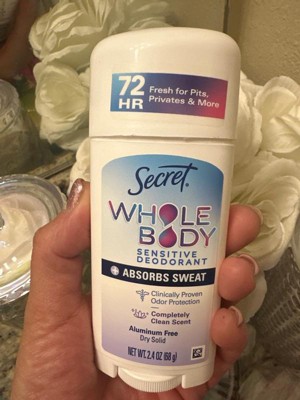 72
HR
Fresh for Pits,
Privates & More
Secret®
WHOLE
BODY
SENSITIVE
DEODORANT
+ ABSORBS SWEAT
Clinically Proven
Odor Protection
Completely
Clean Scent
Aluminum Free
Dry Solid
NET WT. 2.4 OZ (68 g)